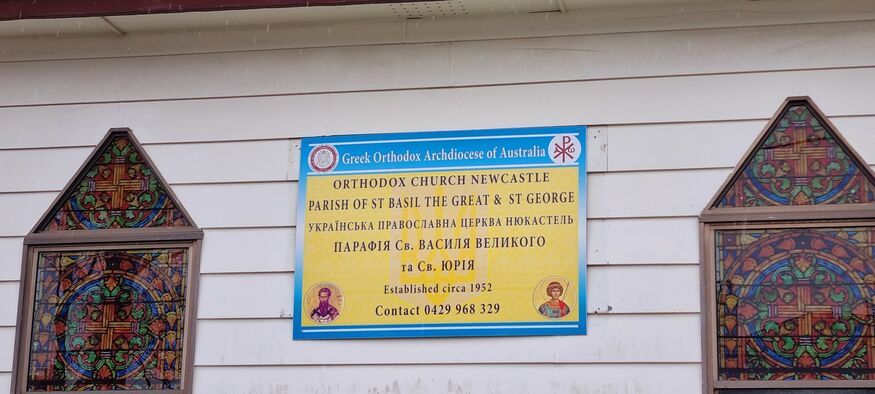 Greek Orthodox Archdiocese of Australia
ORTHODOX CHURCH NEWCASTLE
PARISH OF ST BASIL THE GREAT & ST GEORGE
УКРАЇНСЬКА ПРАВОСЛАВНА ЦЕРКВА НЮКАСТЕЛЬ
ПАРАФІЯ Св. ВАСИЛЯ ВЕЛИКОГО
та Св. ЮРІЯ
Established circa 1952
Contact 0429 968 329